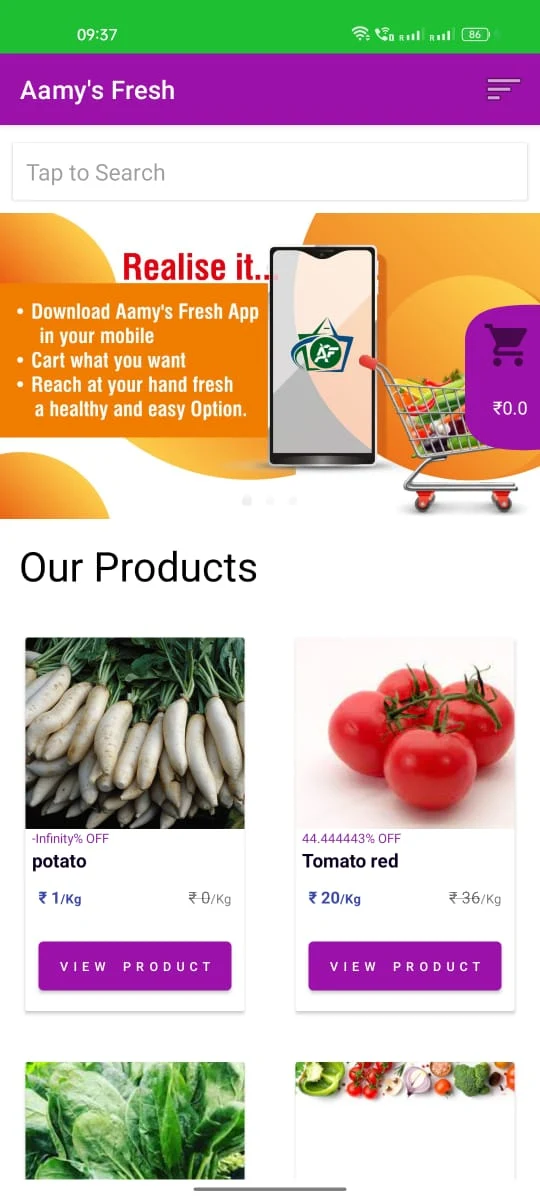 09:37
R R 86
Aamy's Fresh
Tap to Search
Realise it...
• Download Aamy's Fresh App
in your mobile
• Cart what you want
• Reach at your hand fresh
a healthy and easy Option.
AF
₹0.0
Our Products
-Infinity% OFF
potato
₹ 1/Kg ₹ 0/Kg
VIEW PRODUCT
44.444443% OFF
Tomato red
₹ 20/Kg ₹ 36/Kg
VIEW PRODUCT